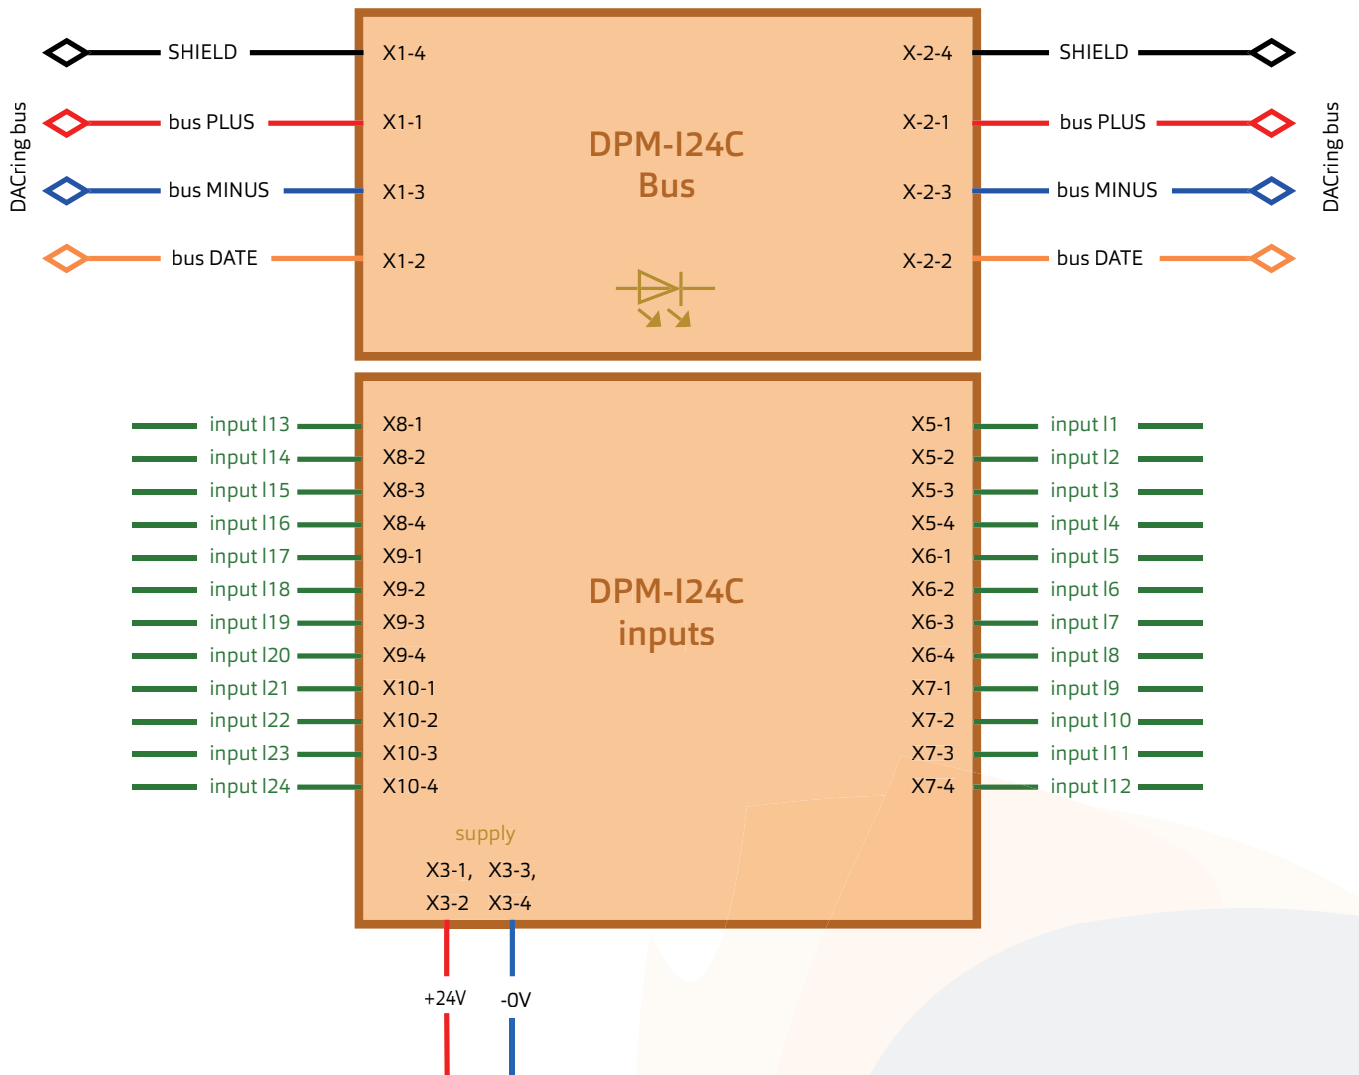 SHIELD X1-4 X-2-4 SHIELD
DACring bus
bus PLUS X1-1 X-2-1 bus PLUS
DACring bus
DPM-I24C
Bus
bus MINUS X1-3 X-2-3 bus MINUS
bus DATE X1-2 X-2-2 bus DATE
input I13 X8-1 X5-1 input I1
input I14 X8-2 X5-2 input I2
input I15 X8-3 X5-3 input I3
input I16 X8-4 X5-4 input I4
input I17 X9-1 X6-1 input I5
input I18 X9-2 X6-2 input I6
DPM-I24C
inputs
input I19 X9-3 X6-3 input I7
input I20 X9-4 X6-4 input I8
input I21 X10-1 X7-1 input I9
input I22 X10-2 X7-2 input I10
input I23 X10-3 X7-3 input I11
input I24 X10-4 X7-4 input I12
supply
X3-1, X3-3,
X3-2 X3-4
+24V -0V